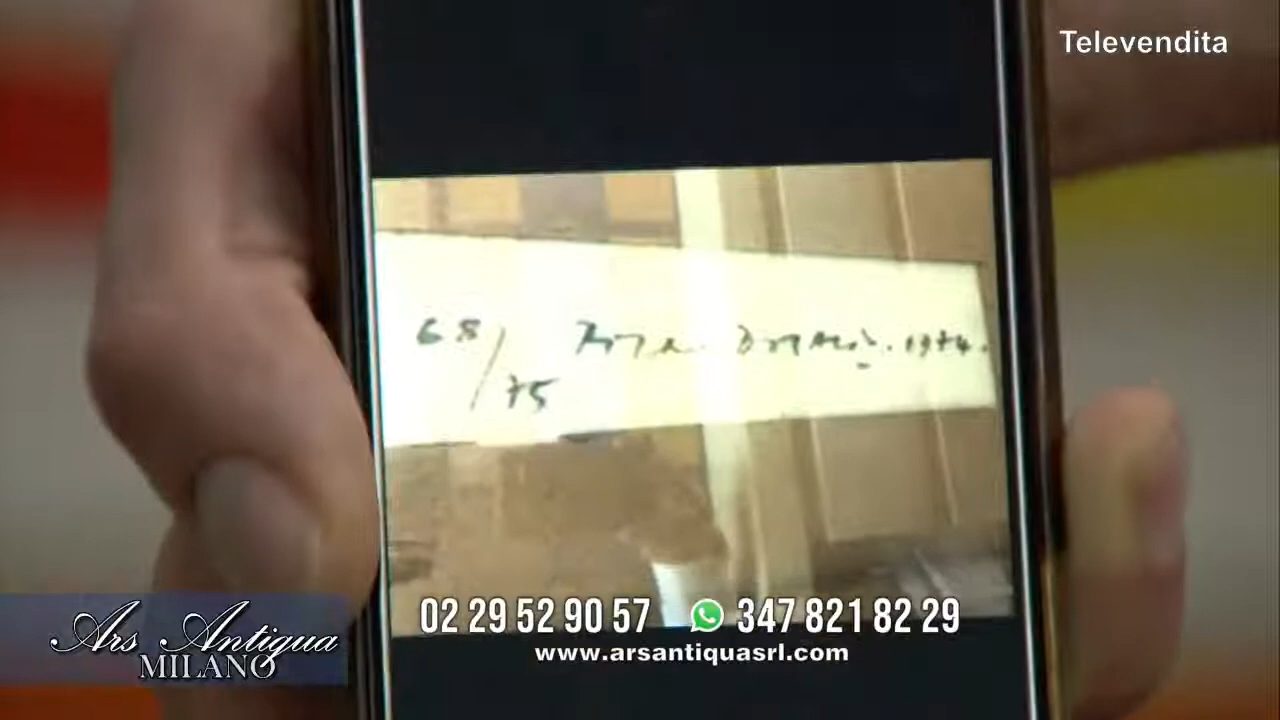 Televendita
68/75 1974.
02 29 52 90 57 347 821 82 29
www.arsantiquasrl.com
Ars Antiqua
MILANO